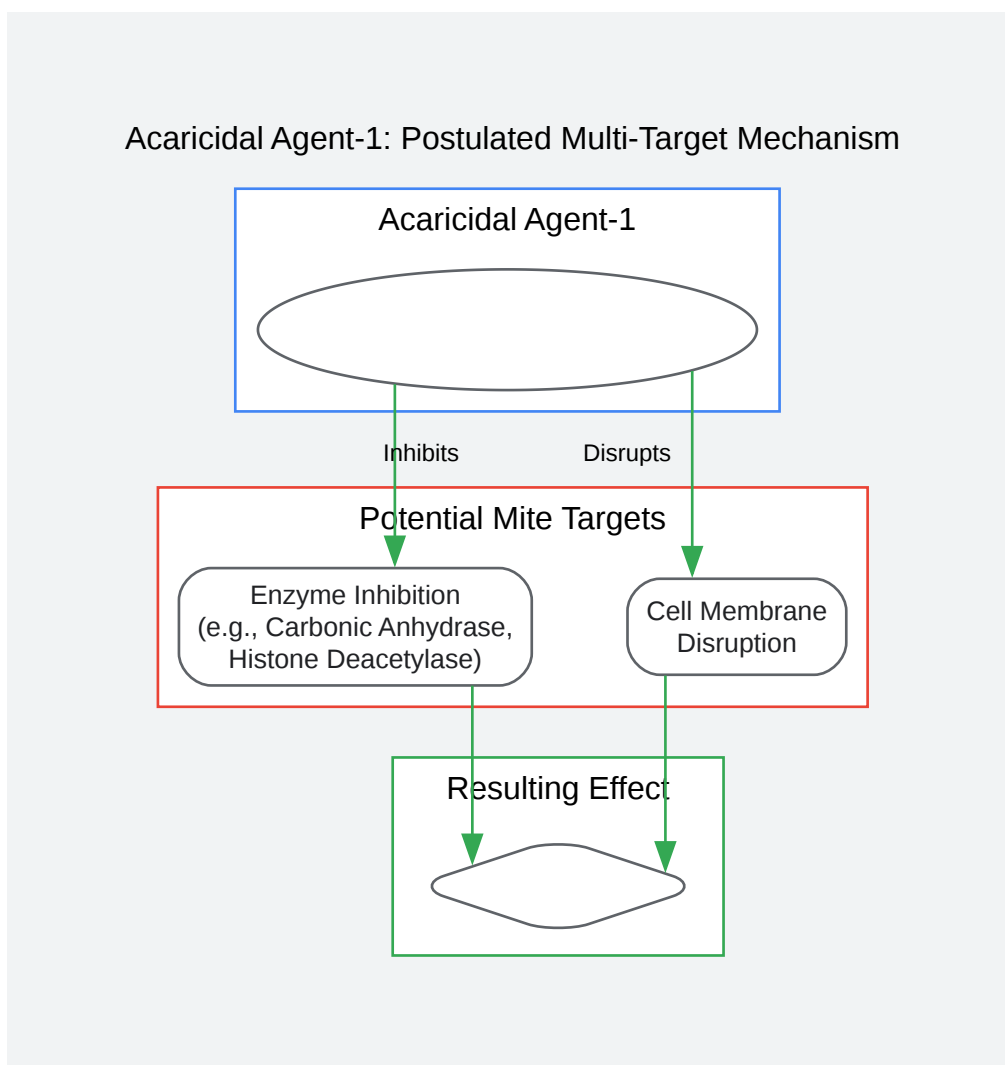 Acaricidal Agent-1: Postulated Multi-Target Mechanism
Acaricidal Agent-1
Inhibits
Disrupts
Potential Mite Targets
Enzyme Inhibition
(e.g., Carbonic Anhydrase,
Histone Deacetylase)
Cell Membrane
Disruption
Resulting Effect